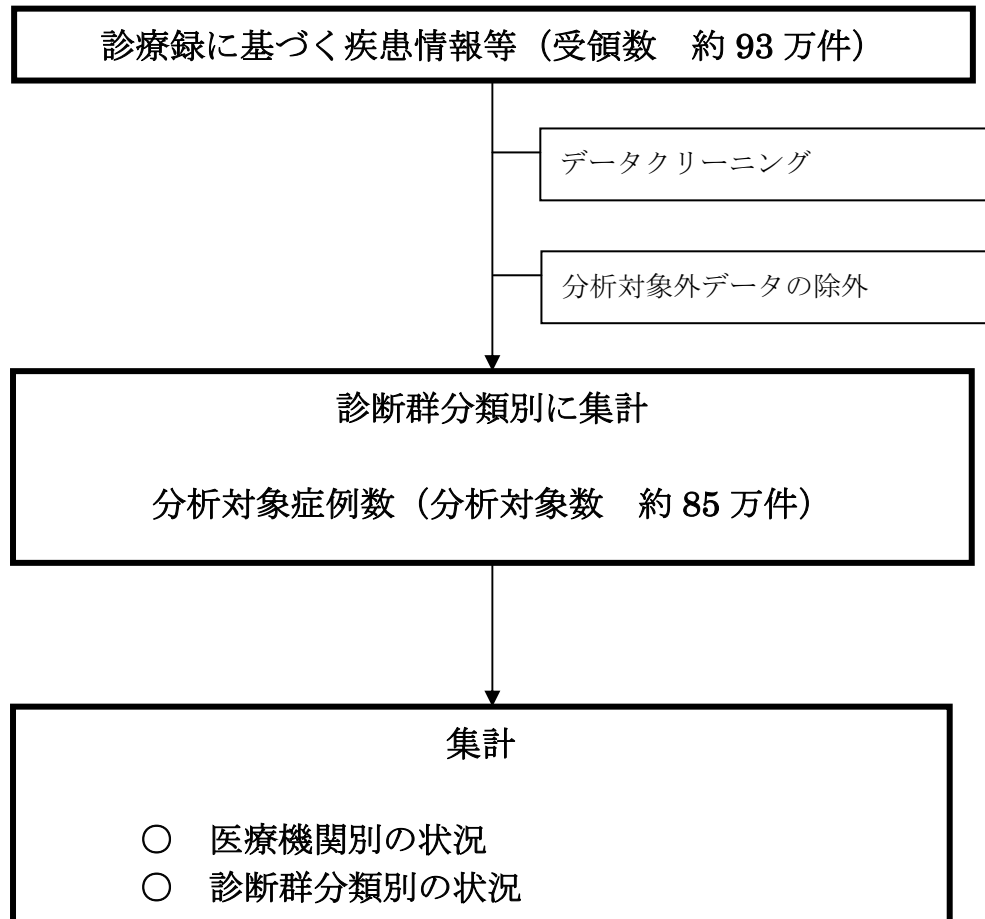 診療録に基づく疾患情報等（受領数　約 93 万件）
データクリーニング
分析対象外データの除外
診断群分類別に集計
分析対象症例数（分析対象数　約 85 万件）
集計
○　医療機関別の状況
○　診断群分類別の状況